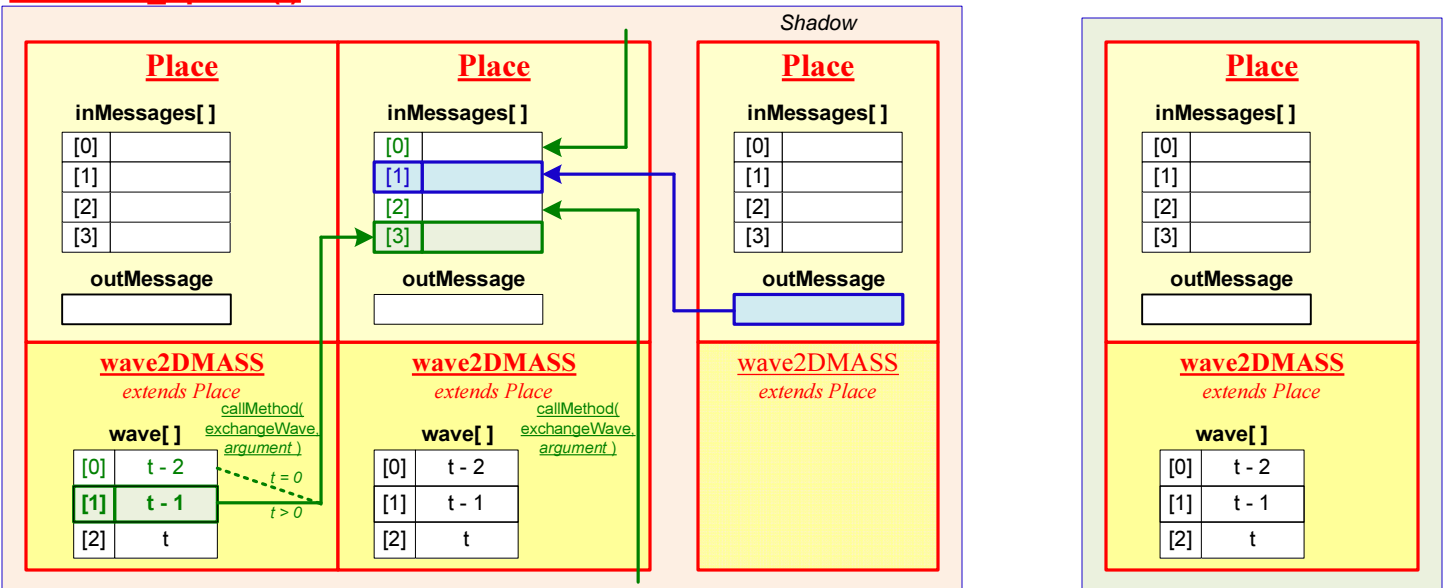 Shadow
Place
inMessages[ ]
[0]
[1]
[2]
[3]
outMessage
wave2DMASS
extends Place
callMethod(
exchangeWave,
argument )
wave[ ]
[0] t - 2
[1] t - 1
[2] t
t = 0
t > 0
Place
inMessages[ ]
[0]
[1]
[2]
[3]
outMessage
wave2DMASS
extends Place
callMethod(
exchangeWave,
argument )
wave[ ]
[0] t - 2
[1] t - 1
[2] t
Place
inMessages[ ]
[0]
[1]
[2]
[3]
outMessage
wave2DMASS
extends Place
Place
inMessages[ ]
[0]
[1]
[2]
[3]
outMessage
wave2DMASS
extends Place
wave[ ]
[0] t - 2
[1] t - 1
[2] t